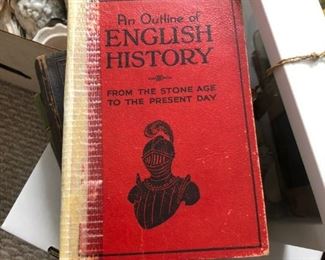 An Outline of
ENGLISH
HISTORY
FROM THE STONE AGE
TO THE PRESENT DAY